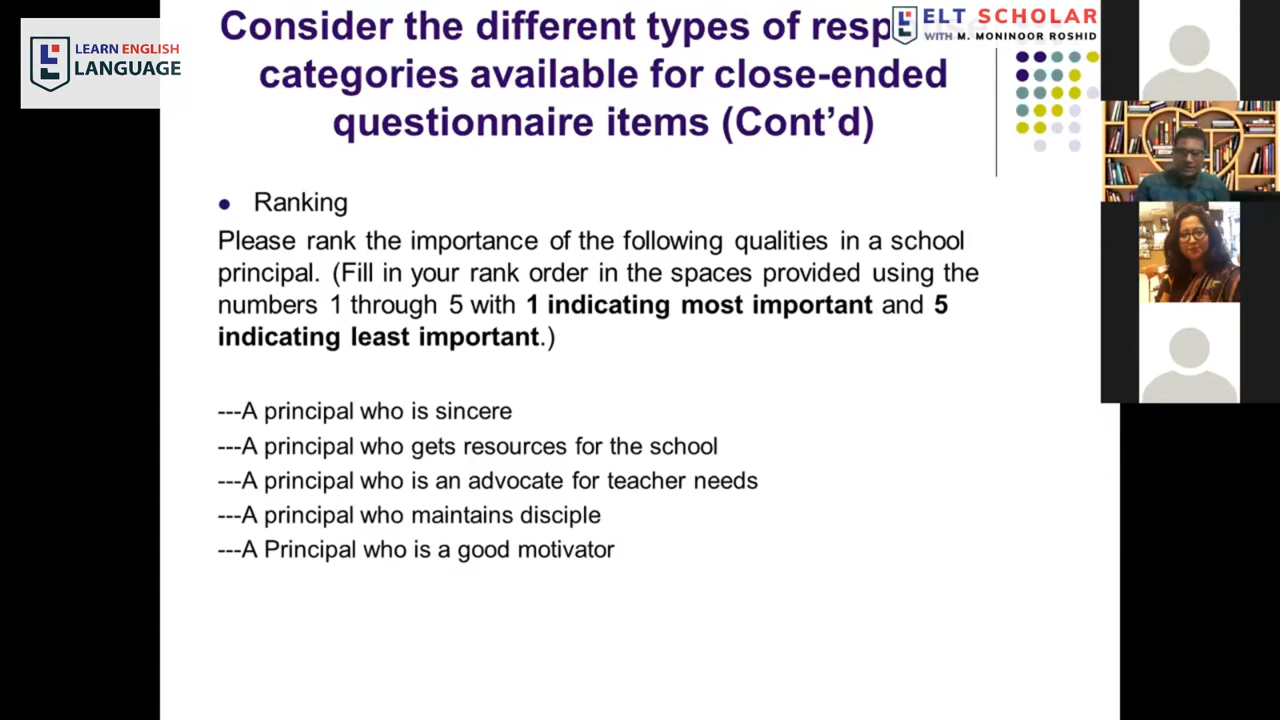 Consider the different types of resp
categories available for close-ended
questionnaire items (Cont'd)
LEARN ENGLISH
LANGUAGE
ELT SCHOLAR
WITH M. MONINOOR ROSHID
● Ranking
Please rank the importance of the following qualities in a school
principal. (Fill in your rank order in the spaces provided using the
numbers 1 through 5 with 1 indicating most important and 5
indicating least important.)
---A principal who is sincere
---A principal who gets resources for the school
---A principal who is an advocate for teacher needs
---A principal who maintains disciple
---A Principal who is a good motivator